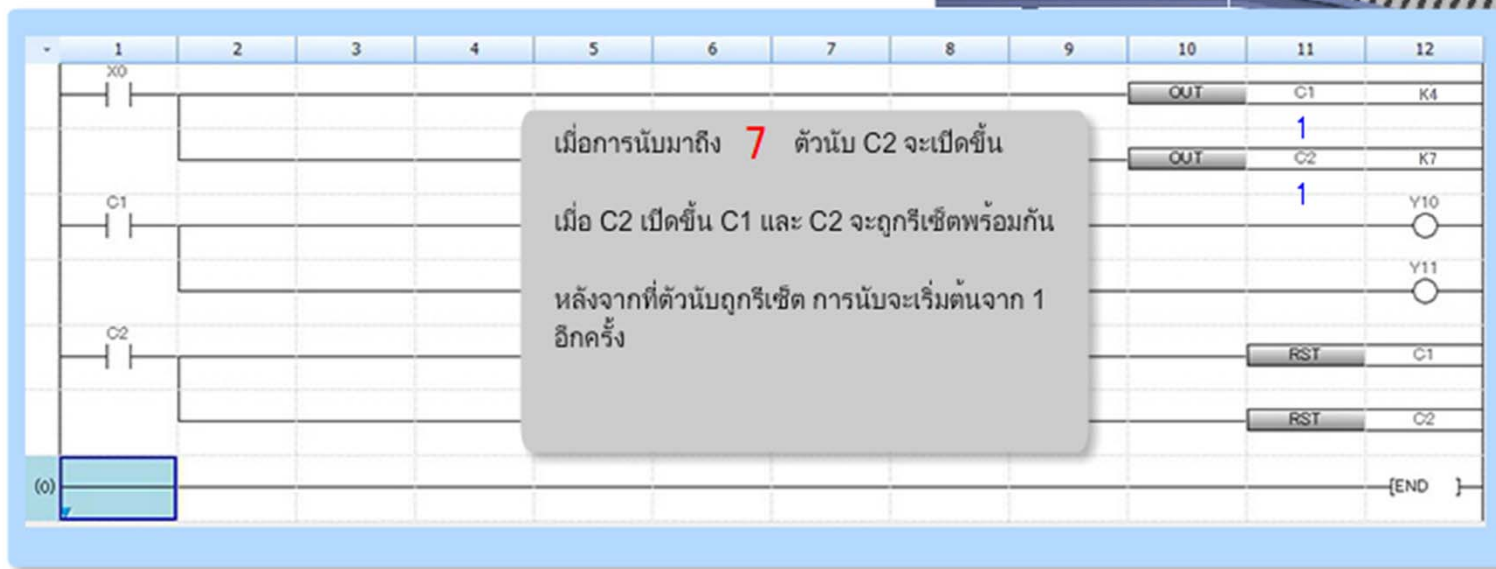 1 2 3 4 5 6 7 8 9 10 11 12
X0
OUT C1 K4
1
OUT C2 K7
1
C1
Y10
Y11
C2
RST C1
RST C2
(0)
[END ]
เมื่อการนับมาถึง 7 ตัวนับ C2 จะเปิดขึ้น
เมื่อ C2 เปิดขึ้น C1 และ C2 จะถูกรีเซ็ตพร้อมกัน
หลังจากที่ตัวนับถูกรีเซ็ต การนับจะเริ่มต้นจาก 1
อีกครั้ง